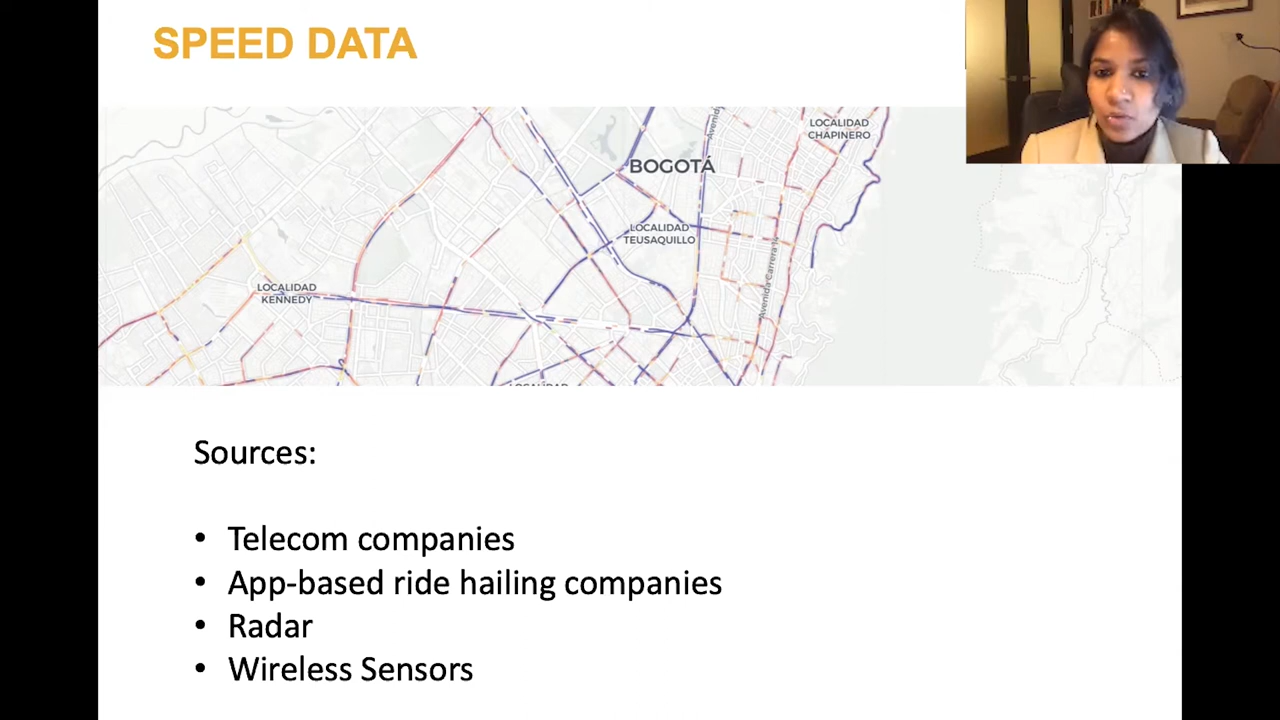 SPEED DATA
LOCALIDAD
CHAPINERO
BOGOTÁ
LOCALIDAD
TEUSAQUILLO
LOCALIDAD
KENNEDY
Sources:
• Telecom companies
• App-based ride hailing companies
• Radar
• Wireless Sensors